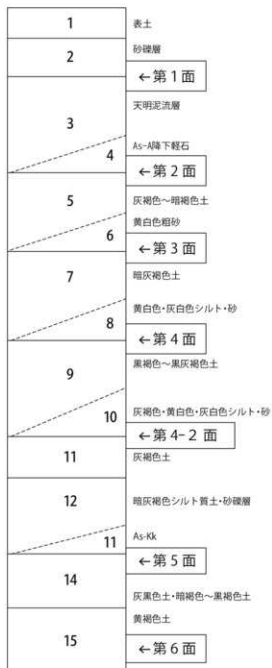 1 表土
2 砂礫層
←第1面
天明泥流層
3
4 As-A降下軽石
←第2面
5 灰褐色～暗褐色土
6 黄白色粗砂
←第3面
7 暗灰褐色土
8 黄白色・灰白色シルト・砂
←第4面
9 黒褐色～黒灰褐色土
10 灰褐色・黄白色・灰白色シルト・砂
←第4-2面
11 灰褐色土
12 暗灰褐色シルト質土・砂礫層
11 As-Kk
←第5面
14 灰黒色土・暗褐色～黒褐色土
黄褐色土
15
←第6面